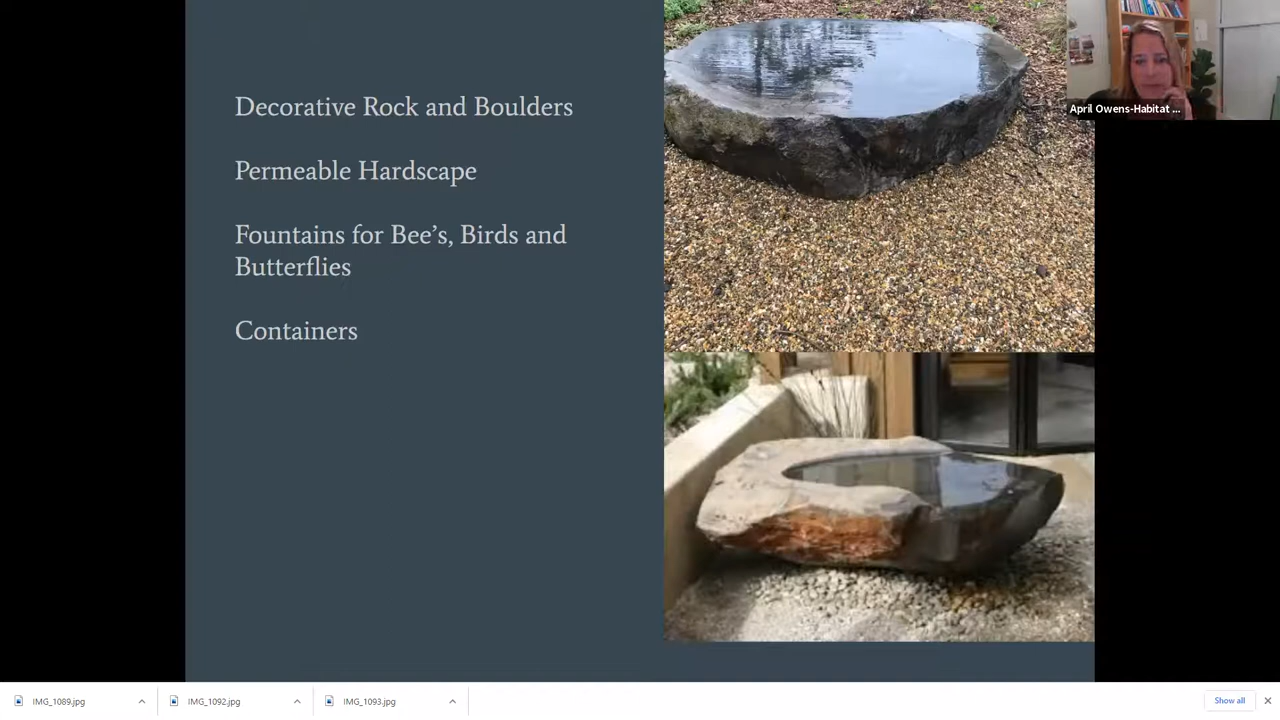 Decorative Rock and Boulders
Permeable Hardscape
Fountains for Bee's, Birds and
Butterflies
Containers
April Owens-Habitat ...
IMG_1089.jpg
IMG_1092.jpg
IMG_1093.jpg
Show all